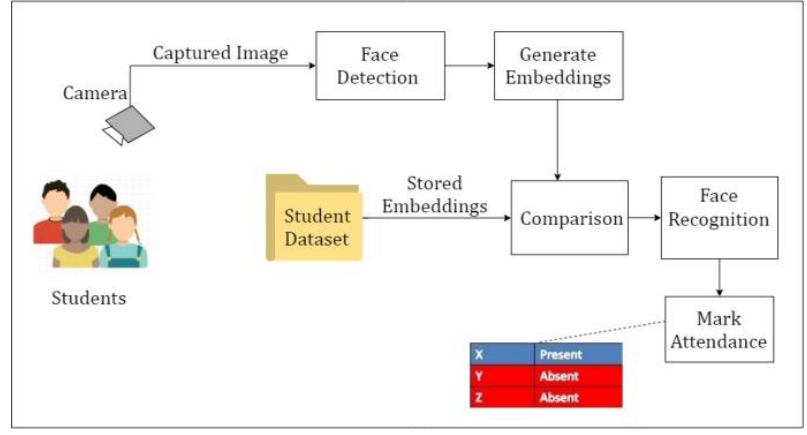 Captured Image
Face
Detection
Generate
Embeddings
Camera
Student
Dataset
Stored
Embeddings
Comparison
Face
Recognition
Students
Mark
Attendance
X Present
Y Absent
Z Absent